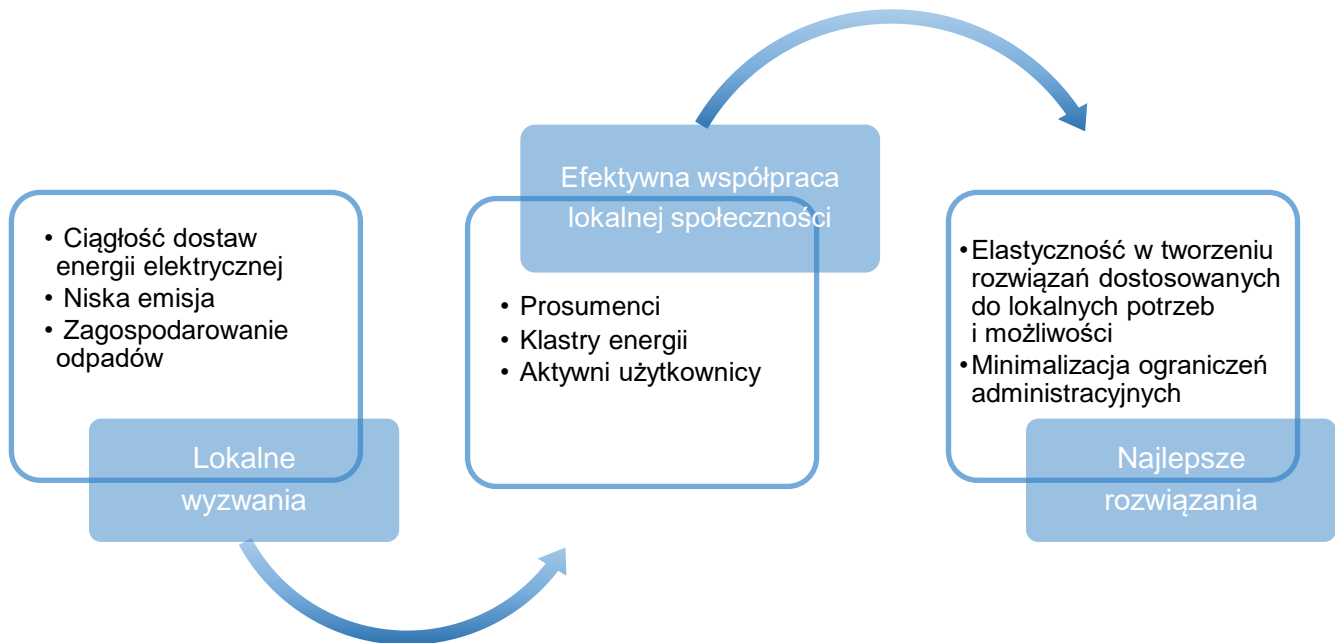 • Ciągłość dostaw
energii elektrycznej
• Niska emisja
• Zagospodarowanie
odpadów
Lokalne
wyzwania
Efektywna współpraca
lokalnej społeczności
• Prosumenci
• Klastry energii
• Aktywni użytkownicy
•Elastyczność w tworzeniu
rozwiązań dostosowanych
do lokalnych potrzeb
i możliwości
•Minimalizacja ograniczeń
administracyjnych
Najlepsze
rozwiązania